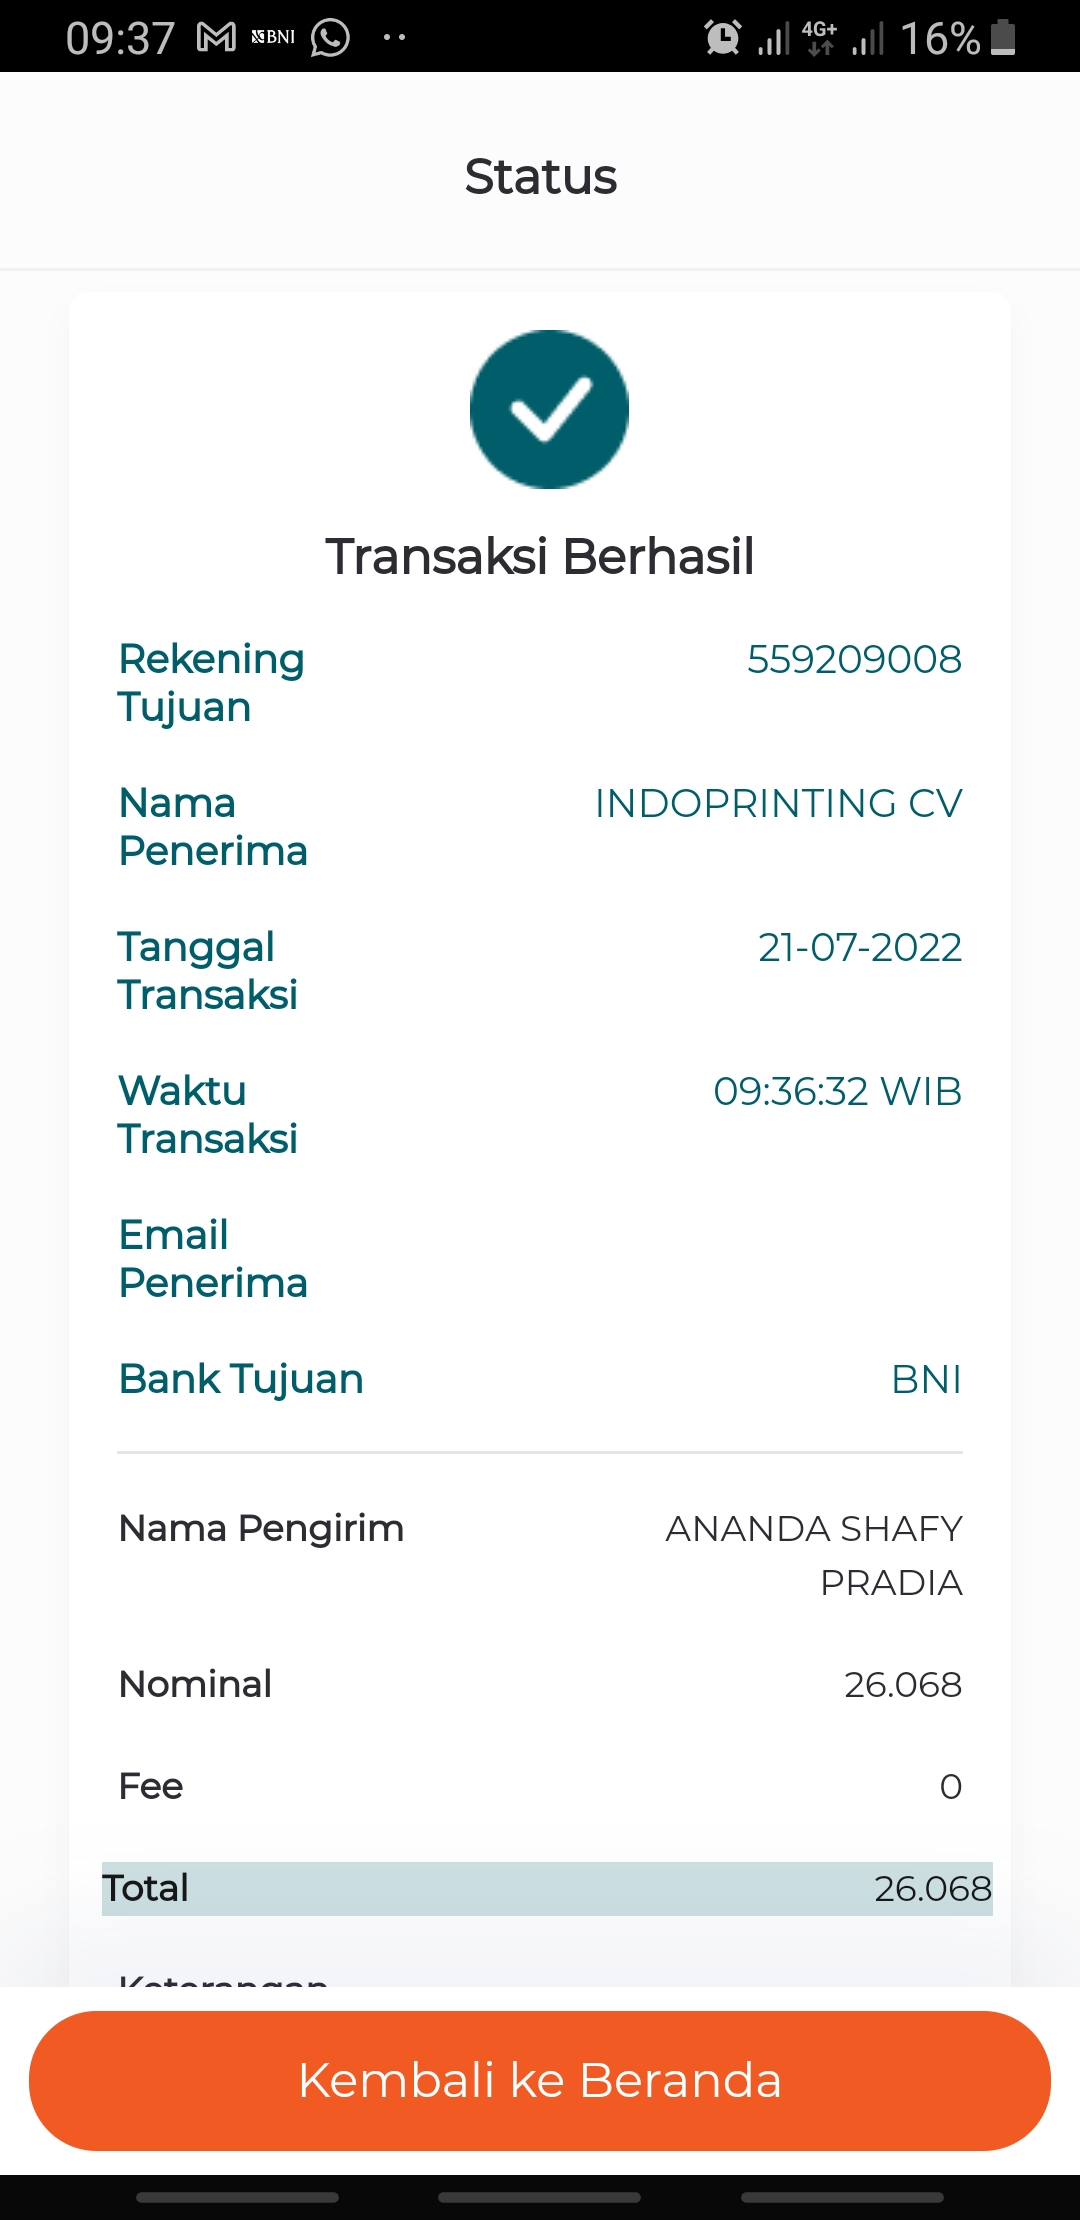 09:37 BNI 4G+ 16%
Status
Transaksi Berhasil
Rekening 559209008
Tujuan
Nama INDOPRINTING CV
Penerima
Tanggal 21-07-2022
Transaksi
Waktu 09:36:32 WIB
Transaksi
Email
Penerima
Bank Tujuan BNI
Nama Pengirim ANANDA SHAFY
PRADIA
Nominal 26.068
Fee 0
Total 26.068
Keterangan
Kembali ke Beranda